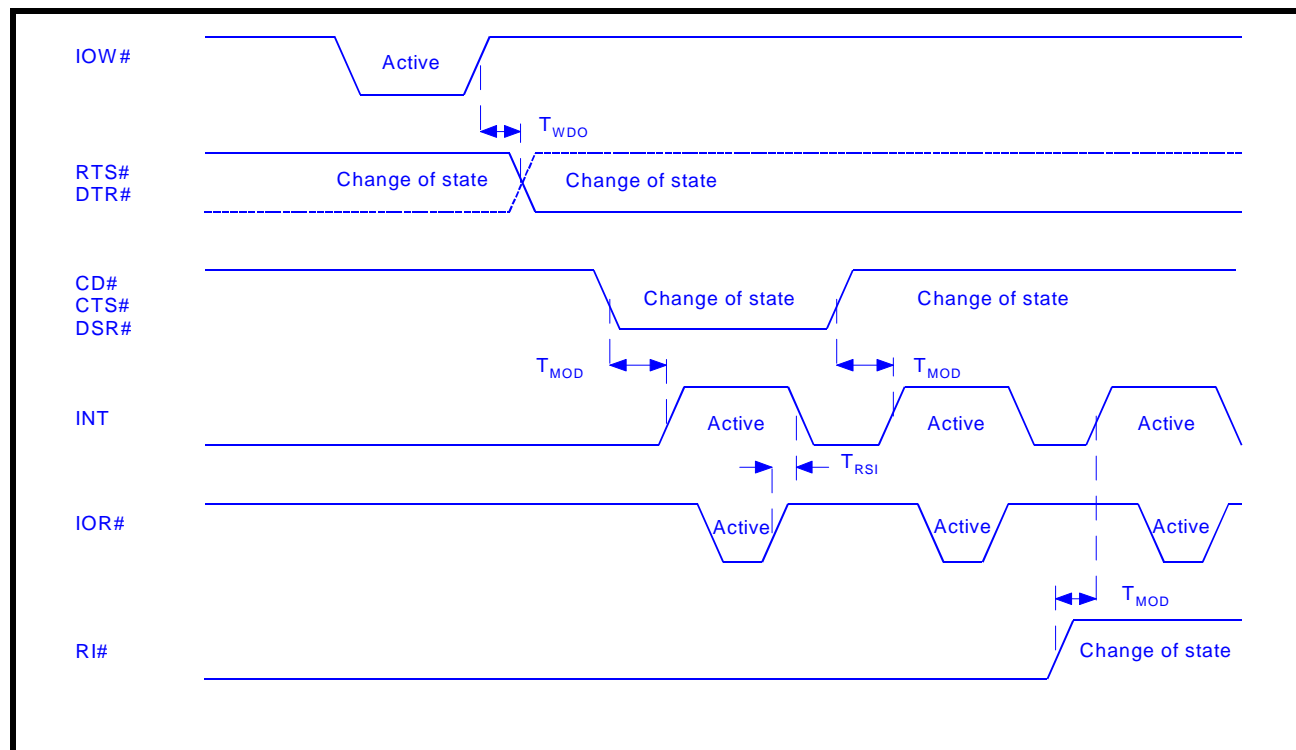 IOW#
Active
TWDO
RTS#
DTR#
Change of state
Change of state
CD#
CTS#
DSR#
Change of state
Change of state
TMOD
TMOD
INT
Active
Active
Active
TRSI
IOR#
Active
Active
Active
TMOD
RI#
Change of state